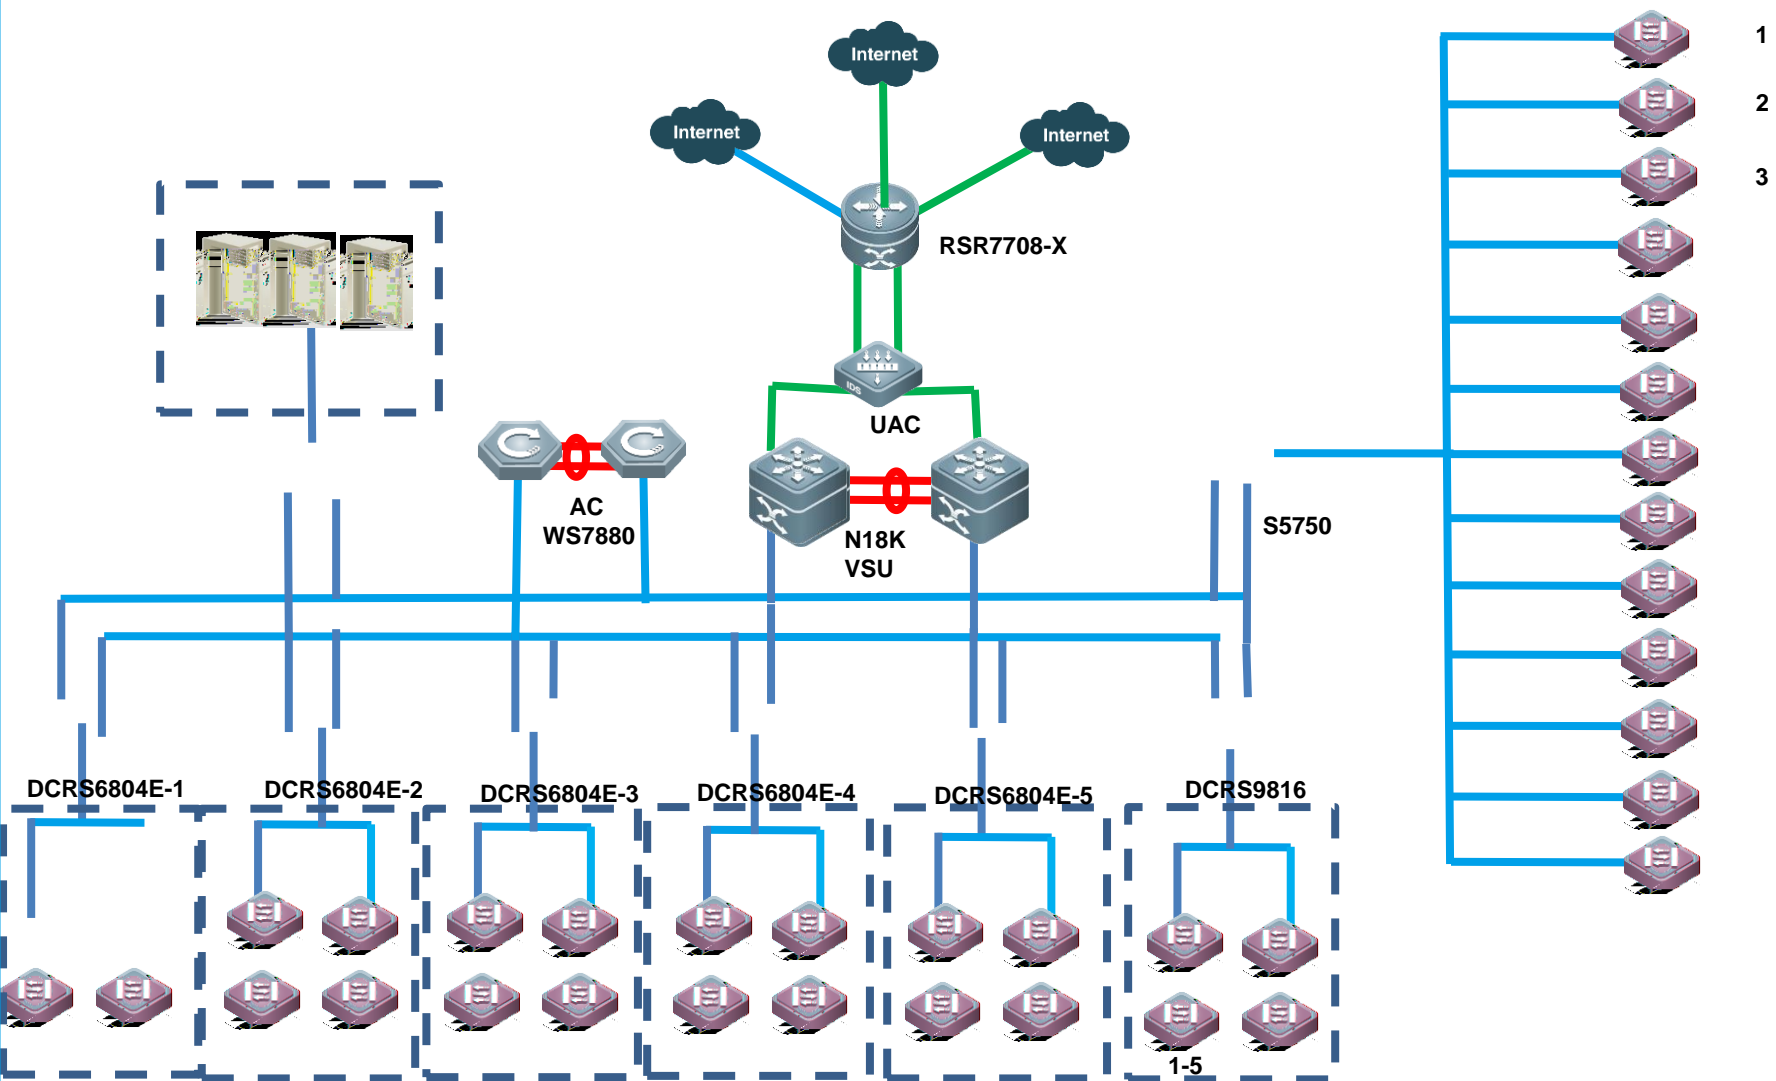 Internet
Internet
Internet
RSR7708-X
IDS
UAC
AC
WS7880
N18K
VSU
S5750
1
2
3
DCRS6804E-1
DCRS6804E-2
DCRS6804E-3
DCRS6804E-4
DCRS6804E-5
DCRS9816
1-5